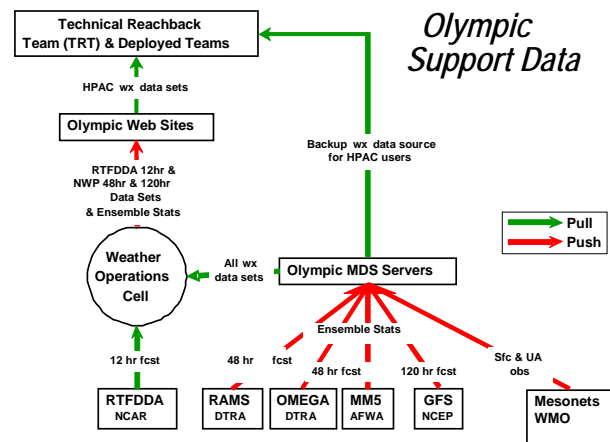 Olympic
Support Data
Technical Reachback
Team (TRT) & Deployed Teams
HPAC wx data sets
Olympic Web Sites
Backup wx data source
for HPAC users
RTFDDA 12hr &
NWP 48hr & 120hr
Data Sets
& Ensemble Stats
Pull
Push
Weather
Operations
Cell
All wx
data sets
Olympic MDS Servers
Ensemble Stats
12 hr fcst
48 hr fcst
48 hr fcst
120 hr fcst
Sfc & UA
obs
RTFDDA
NCAR
RAMS
DTRA
OMEGA
DTRA
MM5
AFWA
GFS
NCEP
Mesonets
WMO